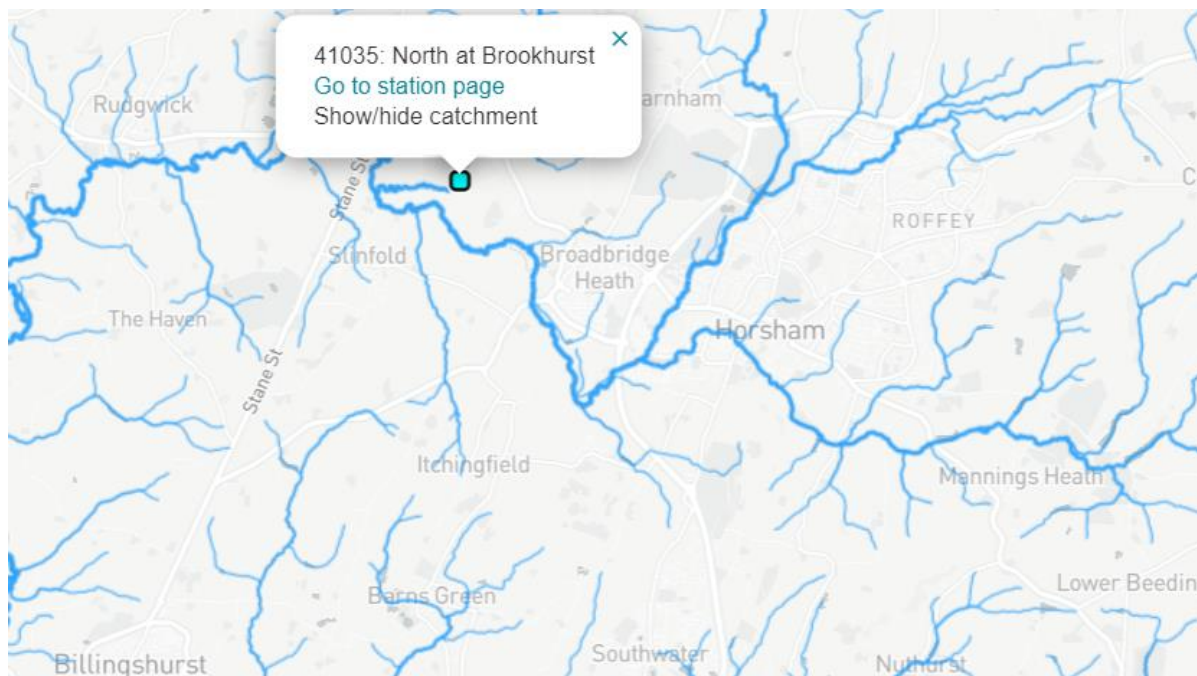 41035: North at Brookhurst
×
Go to station page
Show/hide catchment
Rudgwick
arnham
Stane St
C
ROFFEY
Slinfold
Broadbridge
Heath
The Haven
Horsham
Stane St
Itchingfield
Mannings Heath
Lower Beedin
Barns Green
Southwater
Billingshurst
Nuthurst